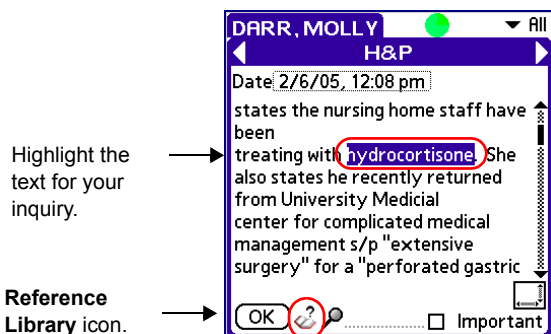 DARR, MOLLY All
H&P
Date 2/6/05, 12:08 pm
states the nursing home staff have
been
treating with hydrocortisone. She
also states he recently returned
from University Medicial
center for complicated medical
management s/p "extensive
surgery" for a "perforated gastric
OK Important
Highlight the
text for your
inquiry.
Reference
Library icon.